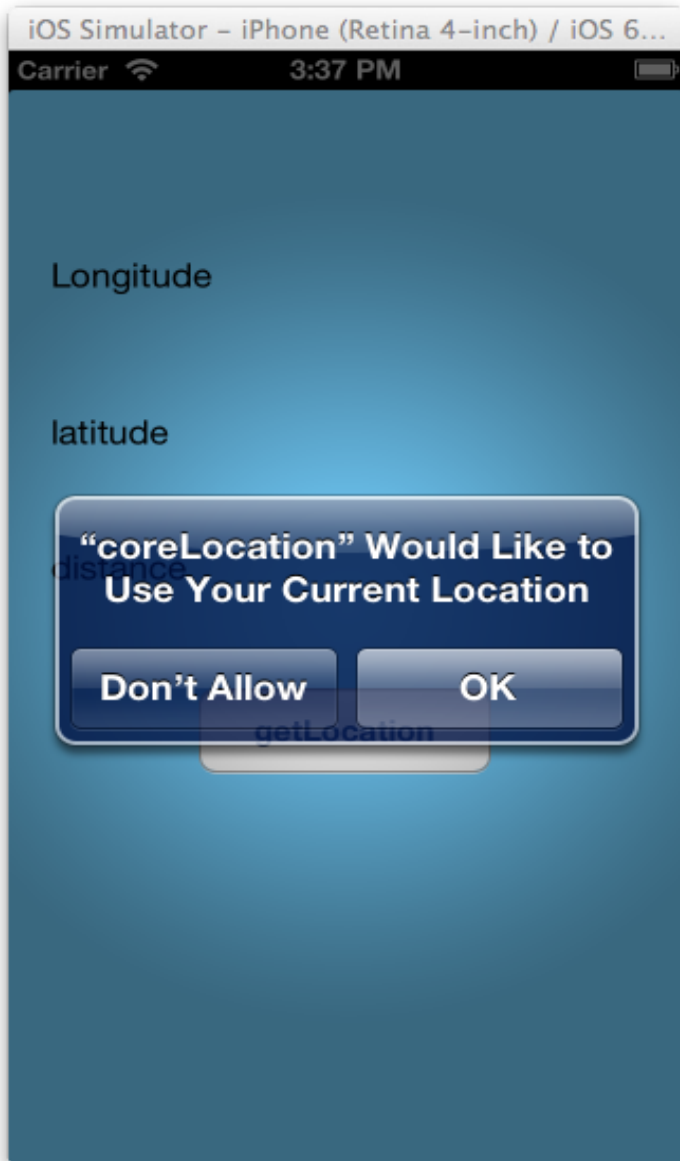 iOS Simulator – iPhone (Retina 4-inch) / iOS 6...
Carrier 3:37 PM
Longitude
latitude
“coreLocation” Would Like to
distance
Use Your Current Location
Don’t Allow OK
getLocation